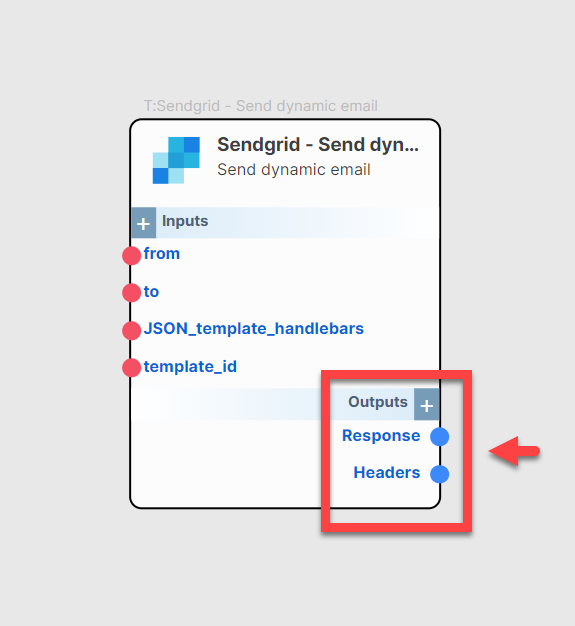 T:Sendgrid - Send dynamic email
Sendgrid - Send dyn...
Send dynamic email
+ Inputs
from
to
JSON_template_handlebars
template_id
Outputs +
Response
Headers